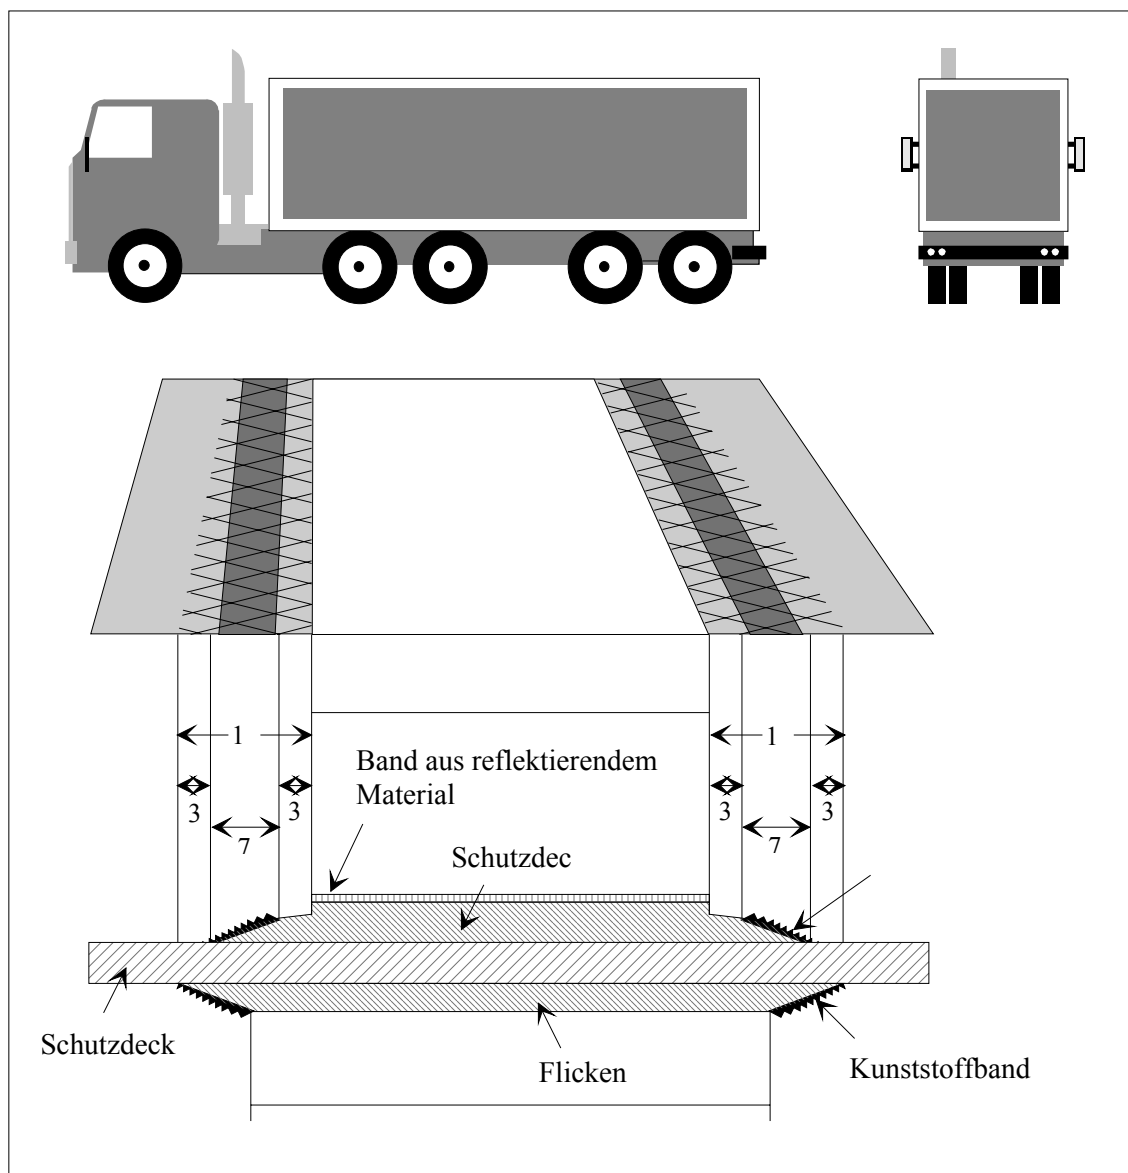 1
1
Band aus reflektierendem
Material
3
3
3
3
7
7
Schutzdec
Schutzdeck
Flicken
Kunststoffband